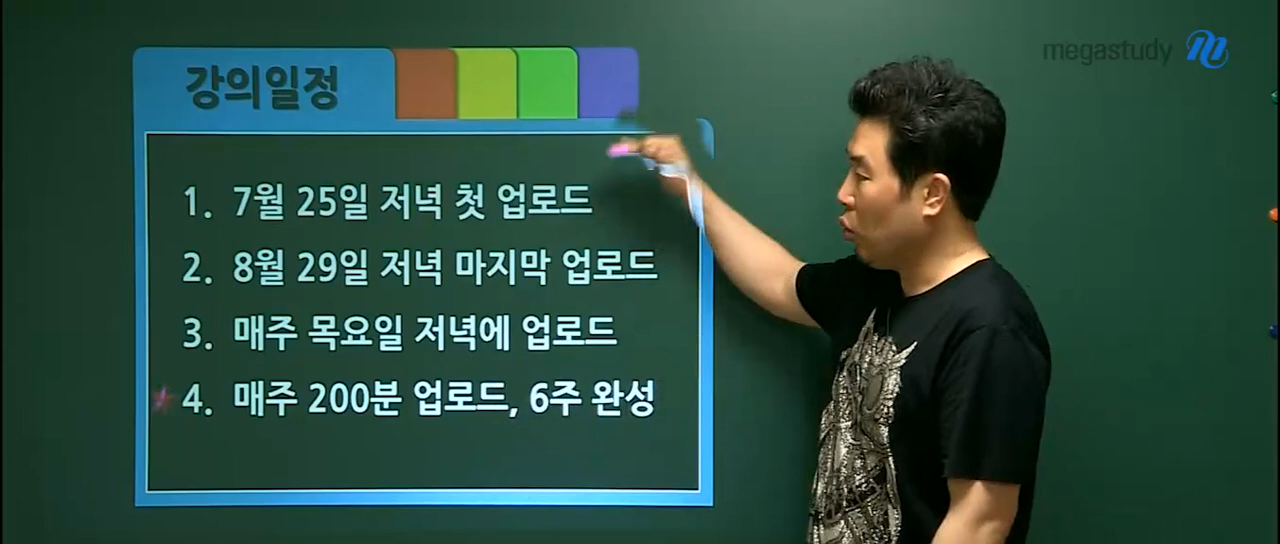 megastudy
강의일정
1. 7월 25일 저녁 첫 업로드
2. 8월 29일 저녁 마지막 업로드
3. 매주 목요일 저녁에 업로드
4. 매주 200분 업로드, 6주 완성